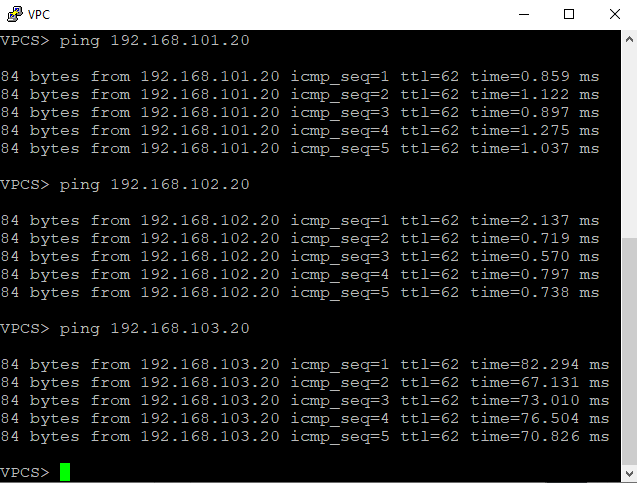 VPC
VPCS> ping 192.168.101.20
84 bytes from 192.168.101.20 icmp_seq=1 ttl=62 time=0.859 ms
84 bytes from 192.168.101.20 icmp_seq=2 ttl=62 time=1.122 ms
84 bytes from 192.168.101.20 icmp_seq=3 ttl=62 time=0.897 ms
84 bytes from 192.168.101.20 icmp_seq=4 ttl=62 time=1.275 ms
84 bytes from 192.168.101.20 icmp_seq=5 ttl=62 time=1.037 ms
VPCS> ping 192.168.102.20
84 bytes from 192.168.102.20 icmp_seq=1 ttl=62 time=2.137 ms
84 bytes from 192.168.102.20 icmp_seq=2 ttl=62 time=0.719 ms
84 bytes from 192.168.102.20 icmp_seq=3 ttl=62 time=0.570 ms
84 bytes from 192.168.102.20 icmp_seq=4 ttl=62 time=0.797 ms
84 bytes from 192.168.102.20 icmp_seq=5 ttl=62 time=0.738 ms
VPCS> ping 192.168.103.20
84 bytes from 192.168.103.20 icmp_seq=1 ttl=62 time=82.294 ms
84 bytes from 192.168.103.20 icmp_seq=2 ttl=62 time=67.131 ms
84 bytes from 192.168.103.20 icmp_seq=3 ttl=62 time=73.010 ms
84 bytes from 192.168.103.20 icmp_seq=4 ttl=62 time=76.504 ms
84 bytes from 192.168.103.20 icmp_seq=5 ttl=62 time=70.826 ms
VPCS>